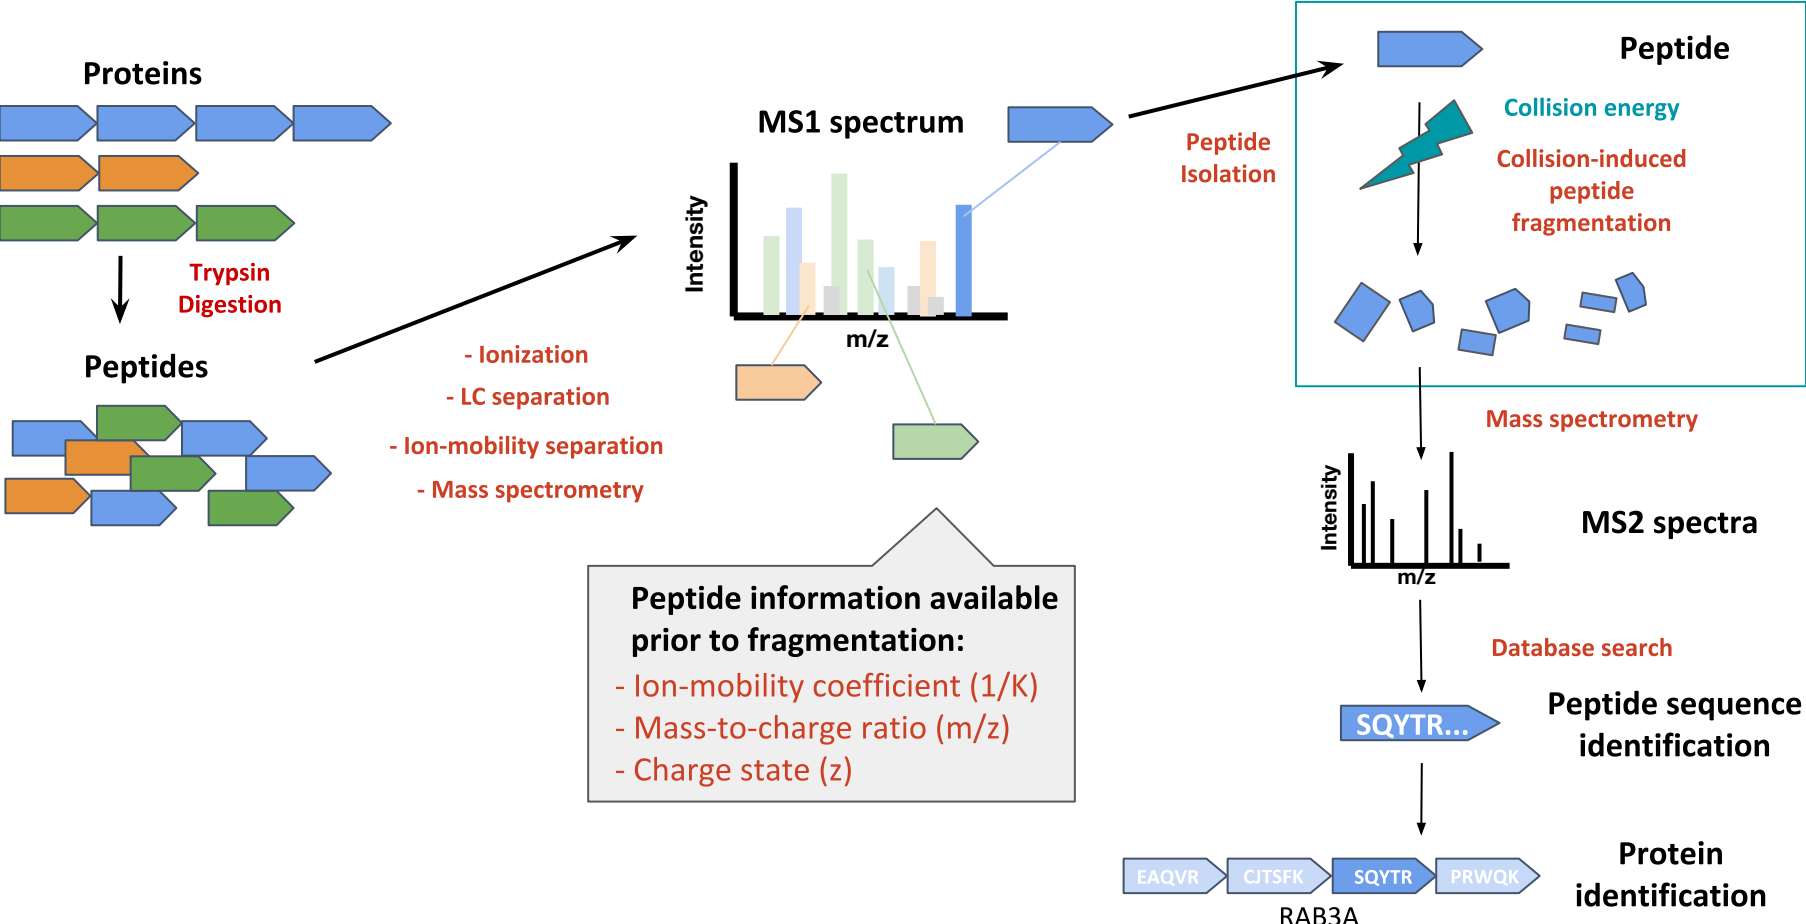 Proteins
Trypsin
Digestion
Peptides
- Ionization
- LC separation
- Ion-mobility separation
- Mass spectrometry
MS1 spectrum
Intensity
m/z
Peptide information available
prior to fragmentation:
- Ion-mobility coefficient (1/K)
- Mass-to-charge ratio (m/z)
- Charge state (z)
Peptide
Isolation
Peptide
Collision energy
Collision-induced
peptide
fragmentation
Mass spectrometry
Intensity
m/z
MS2 spectra
Database search
SQYTR...
Peptide sequence
identification
EAQVR CJTSFK SQYTR PRWQK
RAB3A
Protein
identification